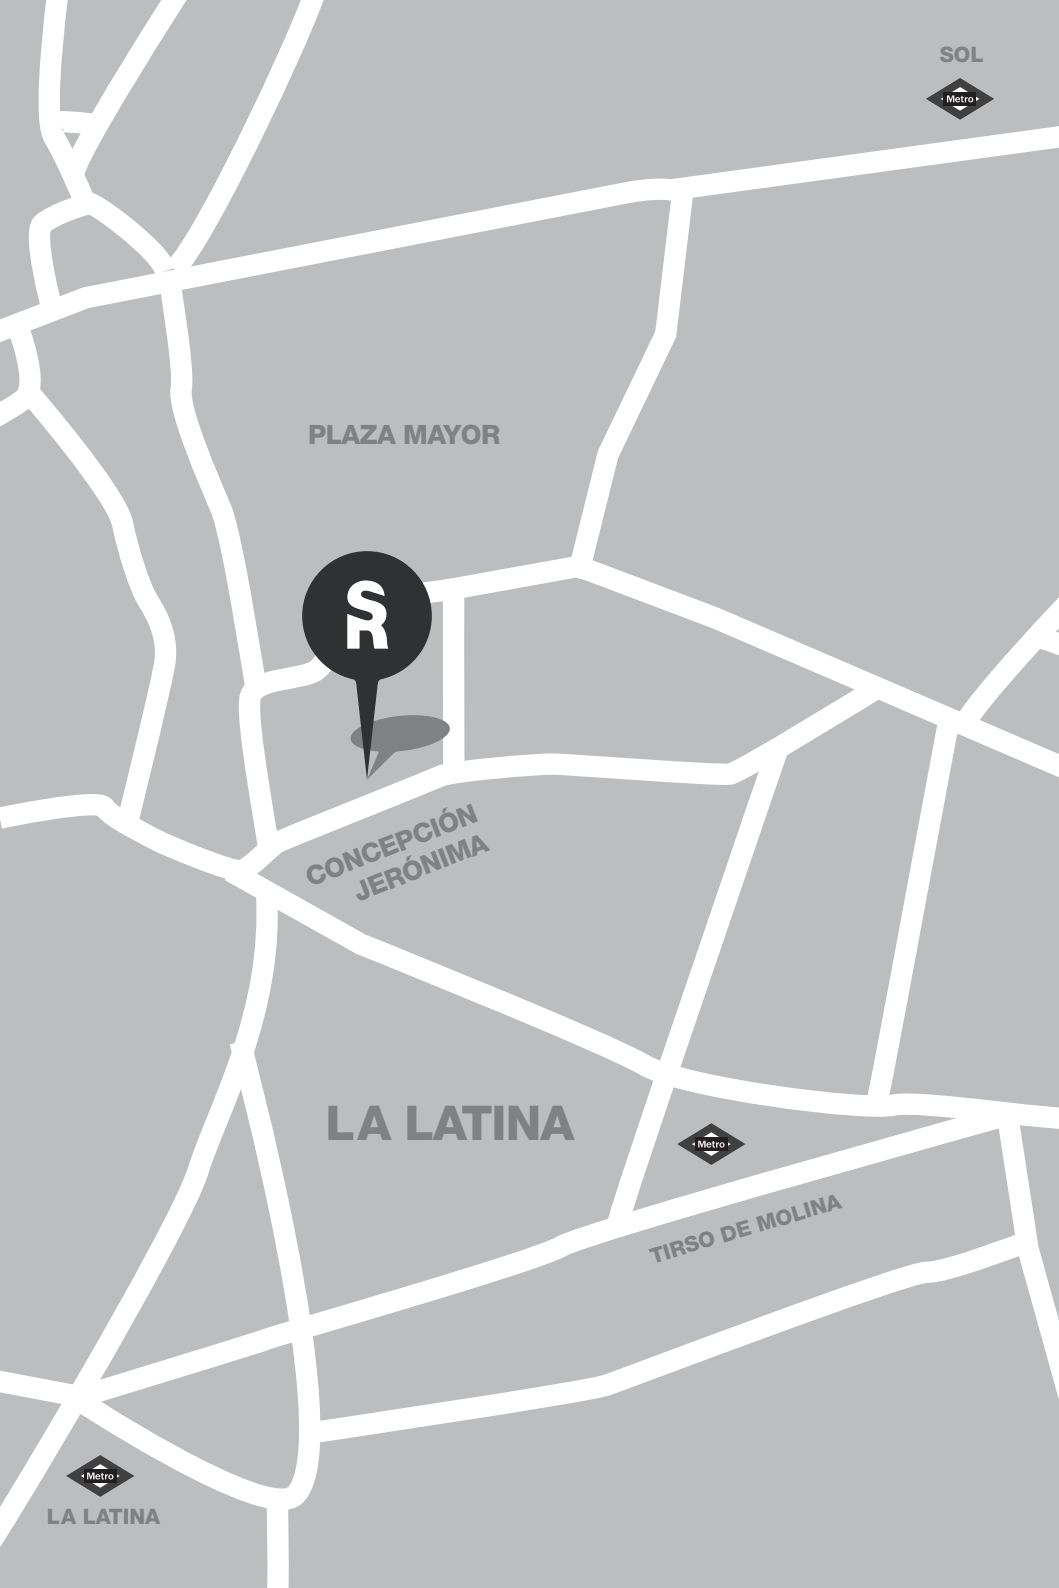 SOL
Metro
PLAZA MAYOR
SR
CONCEPCIÓN
JERÓNIMA
LA LATINA
Metro
TIRSO DE MOLINA
Metro
LA LATINA